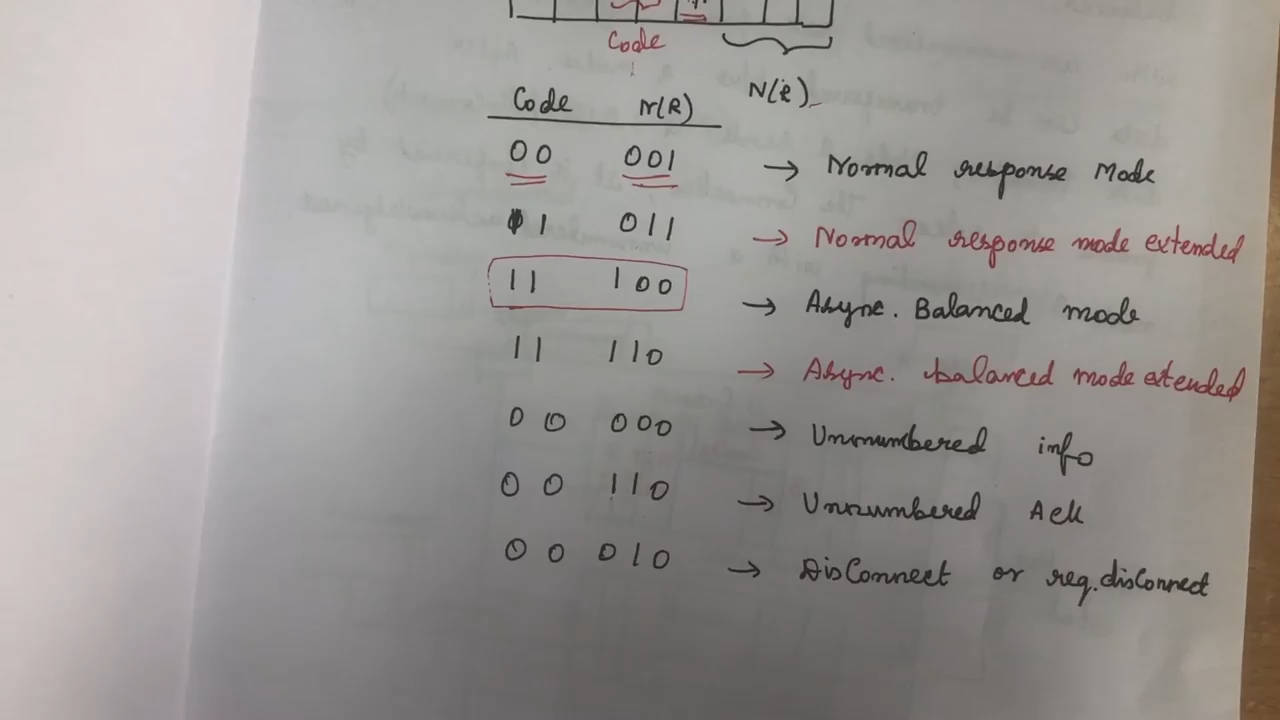 Code
N(R)
Code N(R)
00 001 → Normal response Mode
11 011 → Normal response mode extended
11 100 → Async. Balanced mode
11 110 → Async. balanced mode extended
00 000 → Unnumbered info
00 110 → Unnumbered Ack
00 010 → Disconnect or req. disconnect